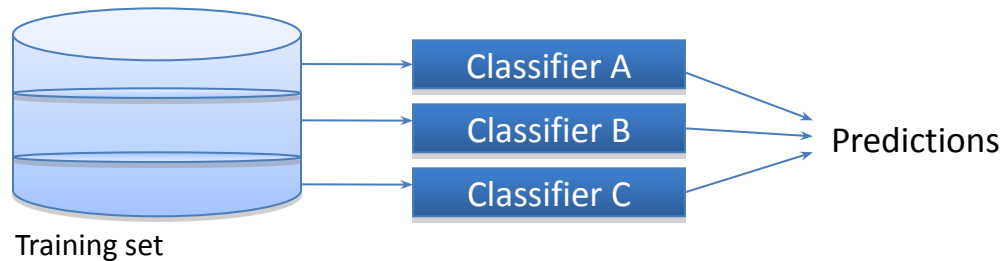 Classifier A
Classifier B
Predictions
Classifier C
Training set